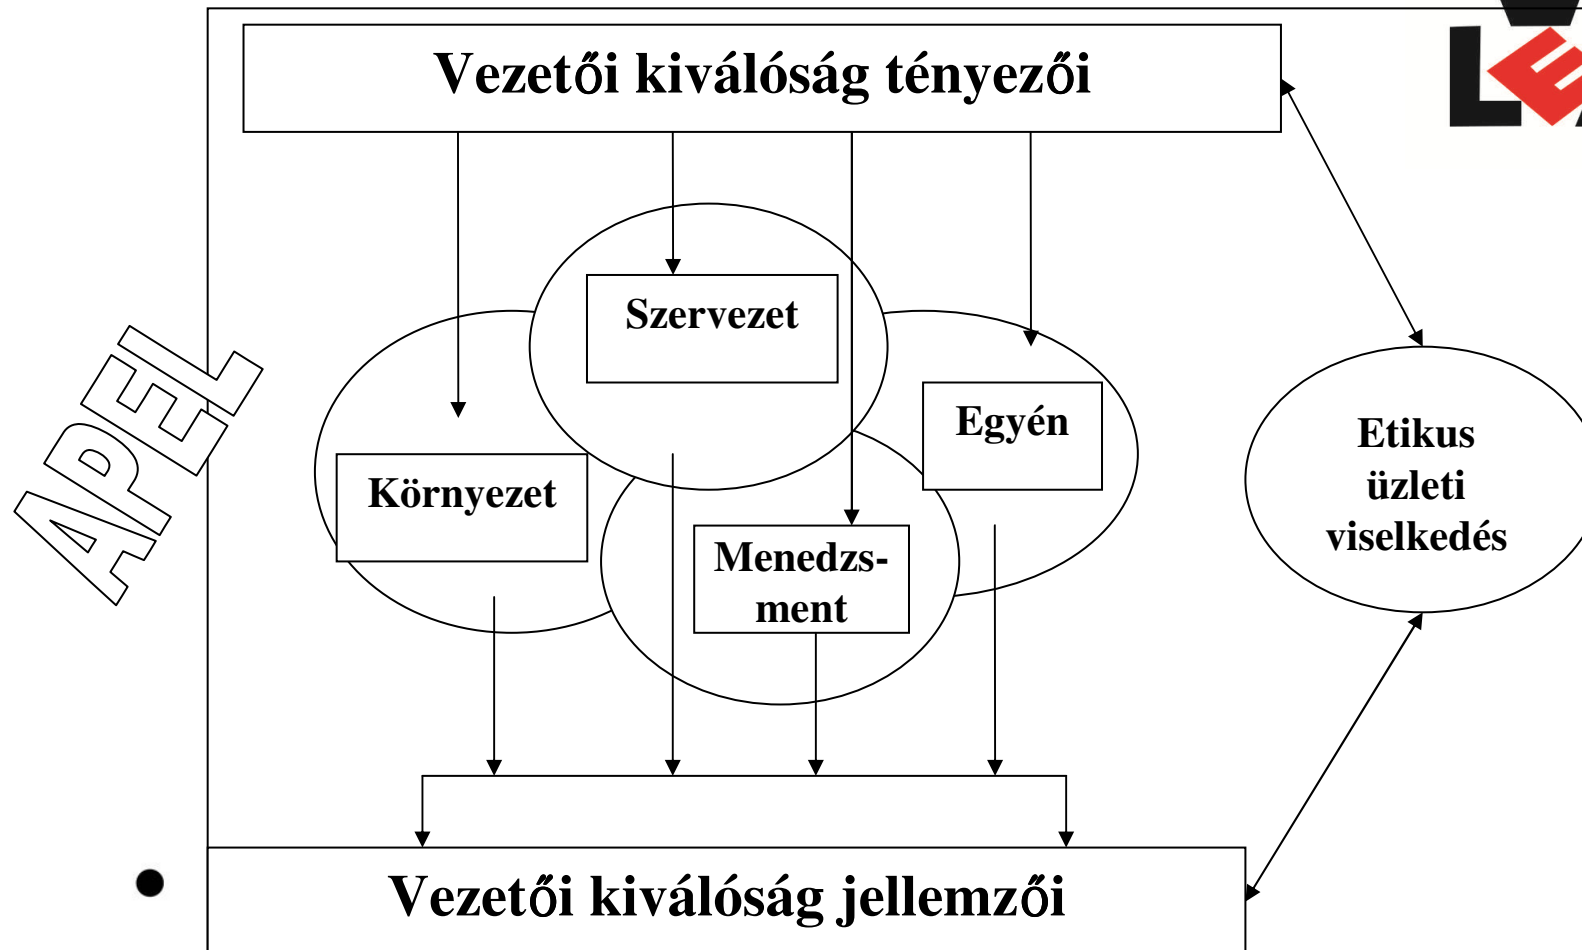 Vezetői kiválóság tényezői
Szervezet
Egyén
Környezet
Menedzs-
ment
Etikus
üzleti
viselkedés
APEL
Vezetői kiválóság jellemzői